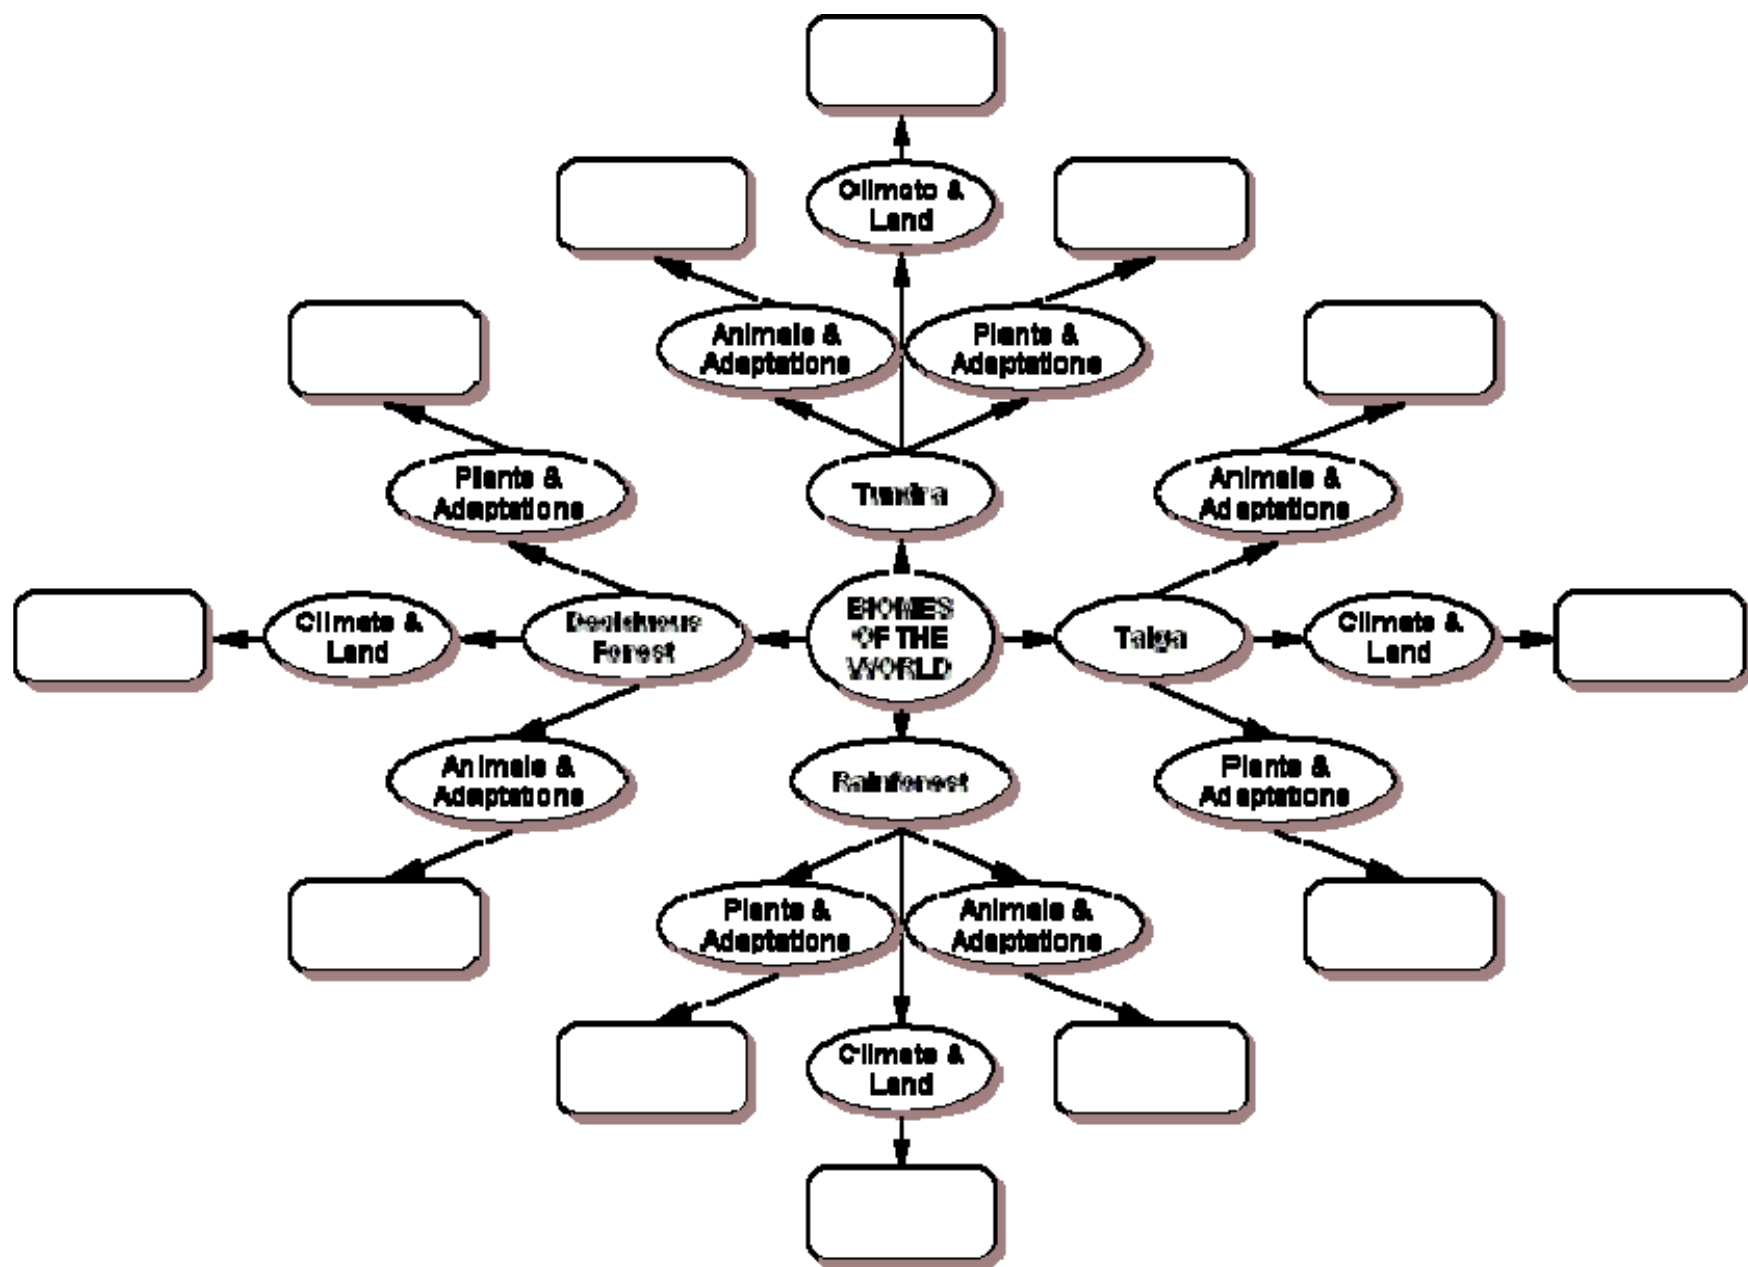 Climate &
Land
Animals &
Adaptations
Plants &
Adaptations
Plants &
Adaptations
Tundra
Animals &
Adaptations
Climate &
Land
Deciduous
Forest
BIOMES
OF THE
WORLD
Taiga
Climate &
Land
Animals &
Adaptations
Rainforest
Plants &
Adaptations
Plants &
Adaptations
Animals &
Adaptations
Climate &
Land